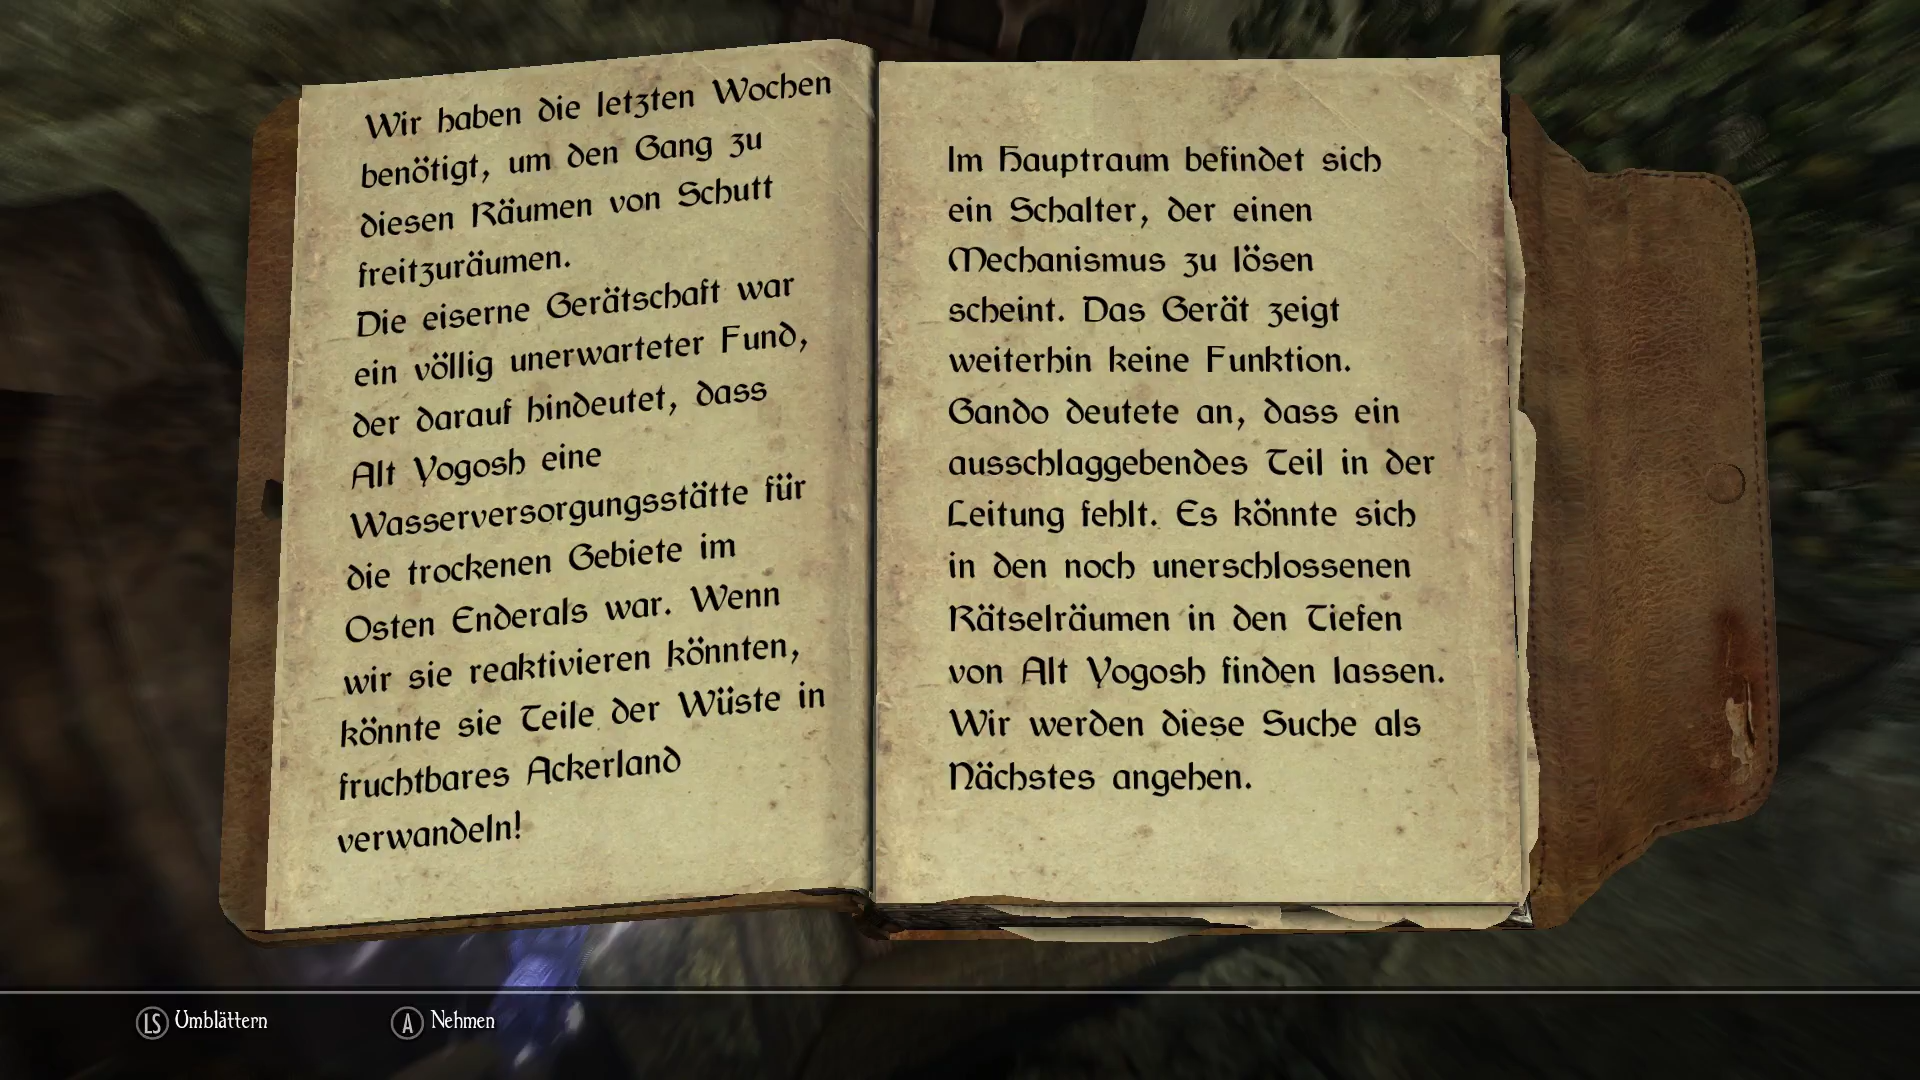 Wir haben die letzten Wochen
benötigt, um den Gang zu
diesen Räumen von Schutt
freitzuräumen.
Die eiserne Gerätschaft war
ein völlig unerwarteter Fund,
der darauf hindeutet, dass
Alt Yogosh eine
Wasserversorgungsstätte für
die trockenen Gebiete im
Osten Enderals war. Wenn
wir sie reaktivieren könnten,
könnte sie Teile der Wüste in
fruchtbares Ackerland
verwandeln!
Im Hauptraum befindet sich
ein Schalter, der einen
Mechanismus zu lösen
scheint. Das Gerät zeigt
weiterhin keine Funktion.
Gando deutete an, dass ein
ausschlaggebendes Teil in der
Leitung fehlt. Es könnte sich
in den noch unerschlossenen
Rätselräumen in den Tiefen
von Alt Yogosh finden lassen.
Wir werden diese Suche als
Nächstes angehen.
LS Umblättern
A Nehmen